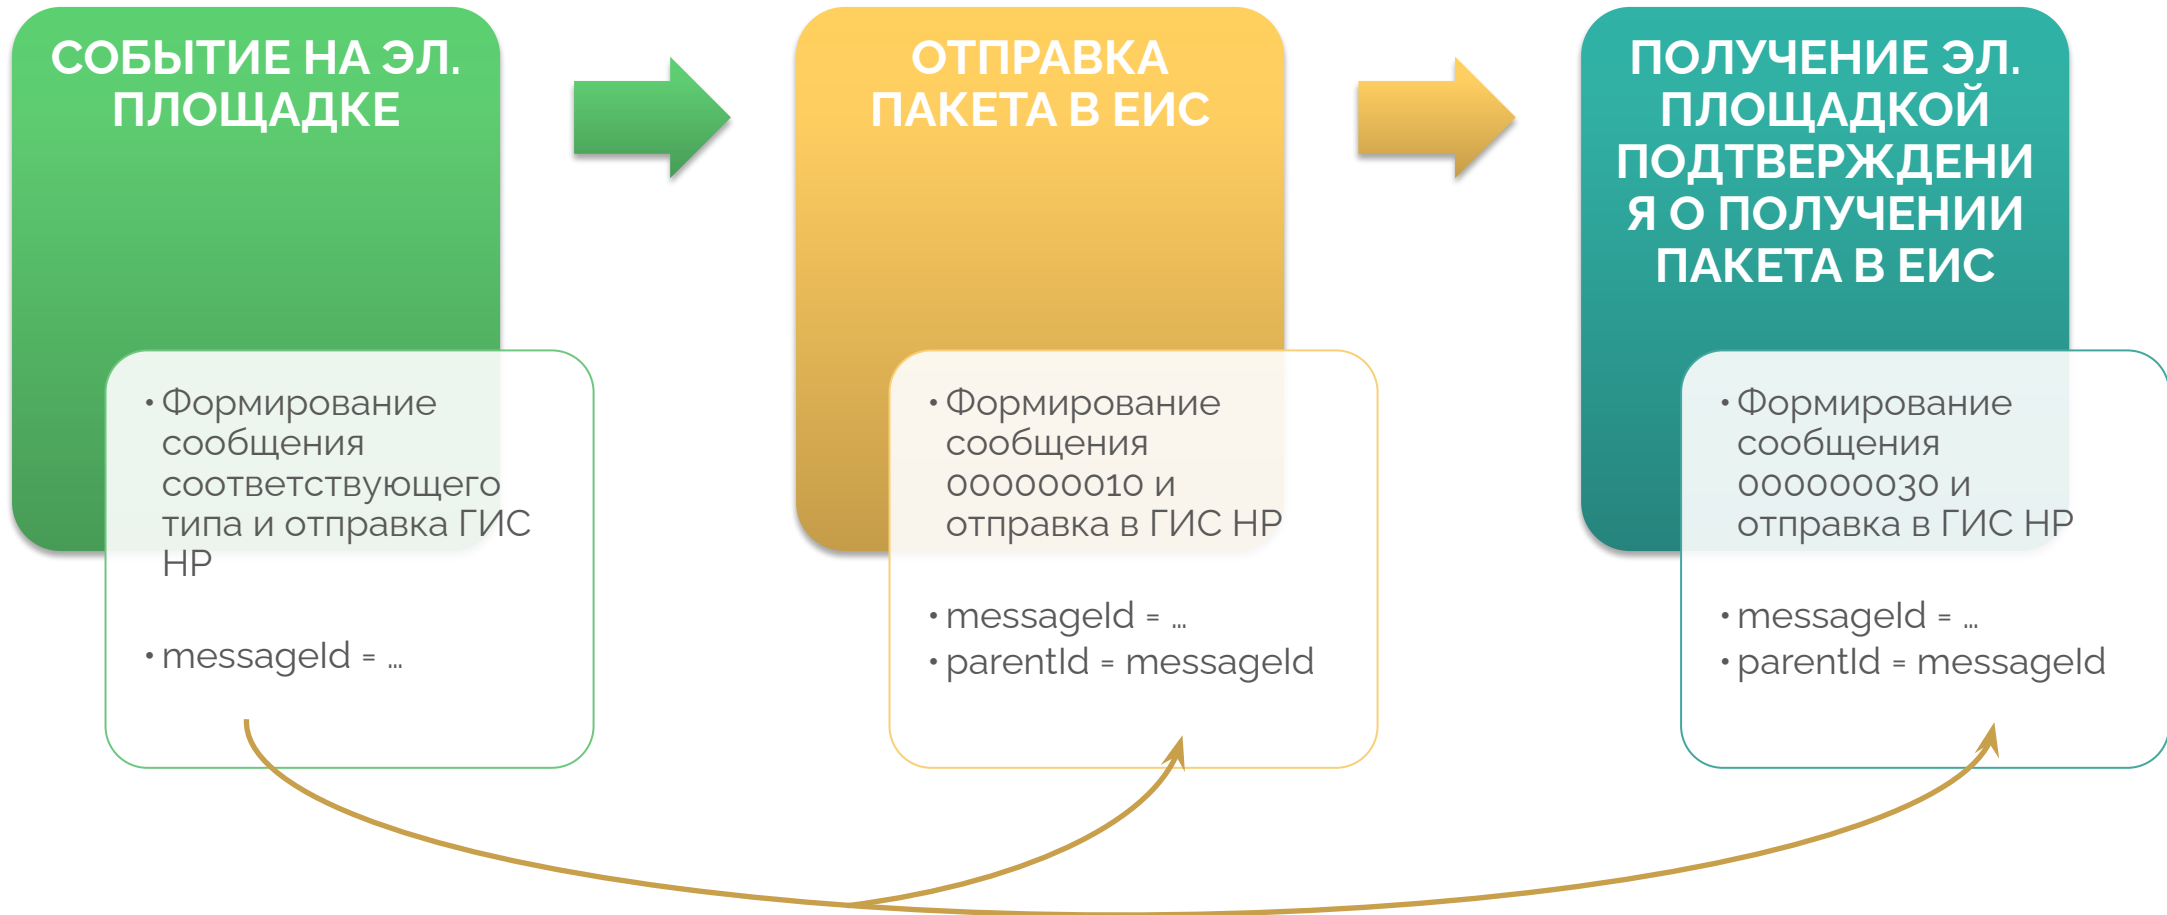 СОБЫТИЕ НА ЭЛ.
ПЛОЩАДКЕ
• Формирование
сообщения
соответствующего
типа и отправка ГИС
НР
• messageId = ...
ОТПРАВКА
ПАКЕТА В ЕИС
• Формирование
сообщения
000000010 и
отправка в ГИС НР
• messageId = ...
• parentId = messageId
ПОЛУЧЕНИЕ ЭЛ.
ПЛОЩАДКОЙ
ПОДТВЕРЖДЕНИ
Я О ПОЛУЧЕНИИ
ПАКЕТА В ЕИС
• Формирование
сообщения
000000030 и
отправка в ГИС НР
• messageId = ...
• parentId = messageId